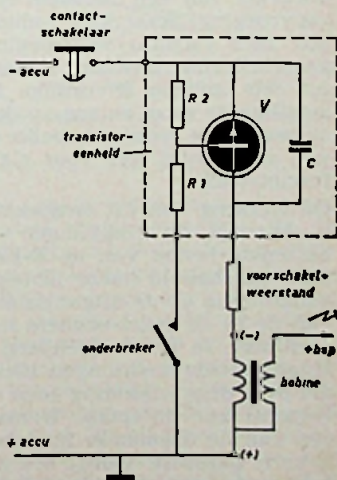 contact-
schakelaar
- accu
R 2
V
transistor-
eenheid
C
R 1
voorschakel-
weerstand
onderbreker
(-)
+bsp
bobine
+ accu
(+)